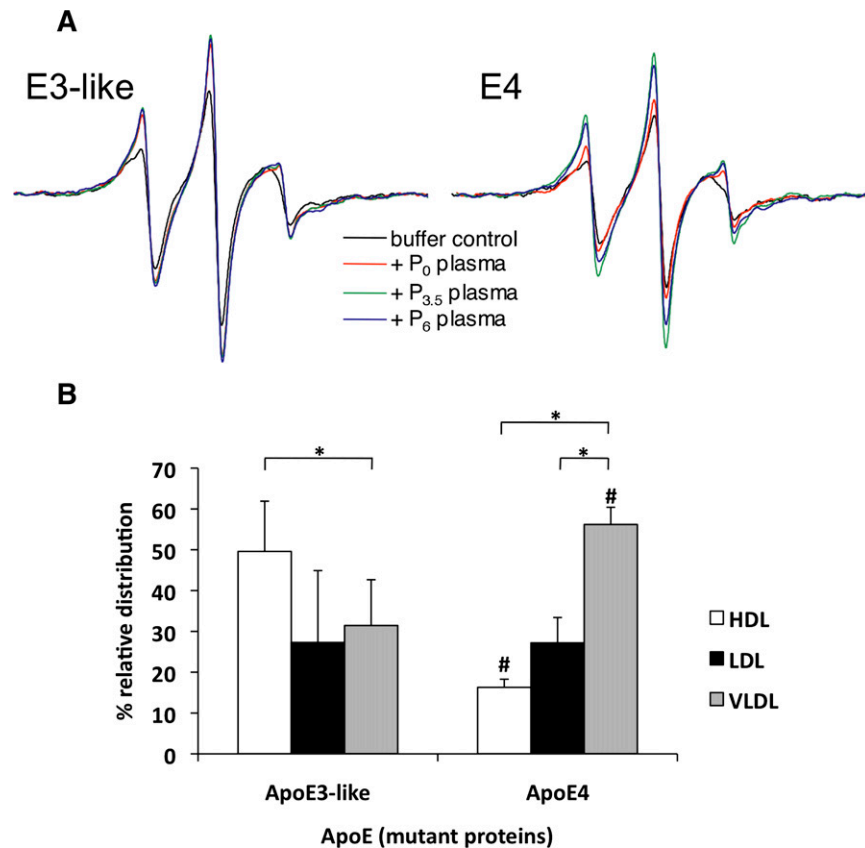 A
E3-like
E4
buffer control
+ P0 plasma
+ P3.5 plasma
+ P6 plasma
B
*
*
*
#
#
% relative distribution
70
60
50
40
30
20
10
0
HDL
LDL
VLDL
ApoE3-like
ApoE4
ApoE (mutant proteins)